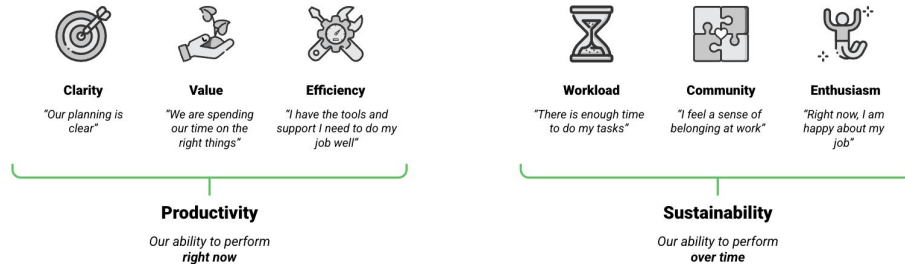 Clarity
"Our planning is
clear"
Value
"We are spending
our time on the
right things"
Efficiency
"I have the tools and
support I need to do my
job well"
Productivity
Our ability to perform
right now
Workload
"There is enough time
to do my tasks"
Community
"I feel a sense of
belonging at work"
Enthusiasm
"Right now, I am
happy about my
job"
Sustainability
Our ability to perform
over time